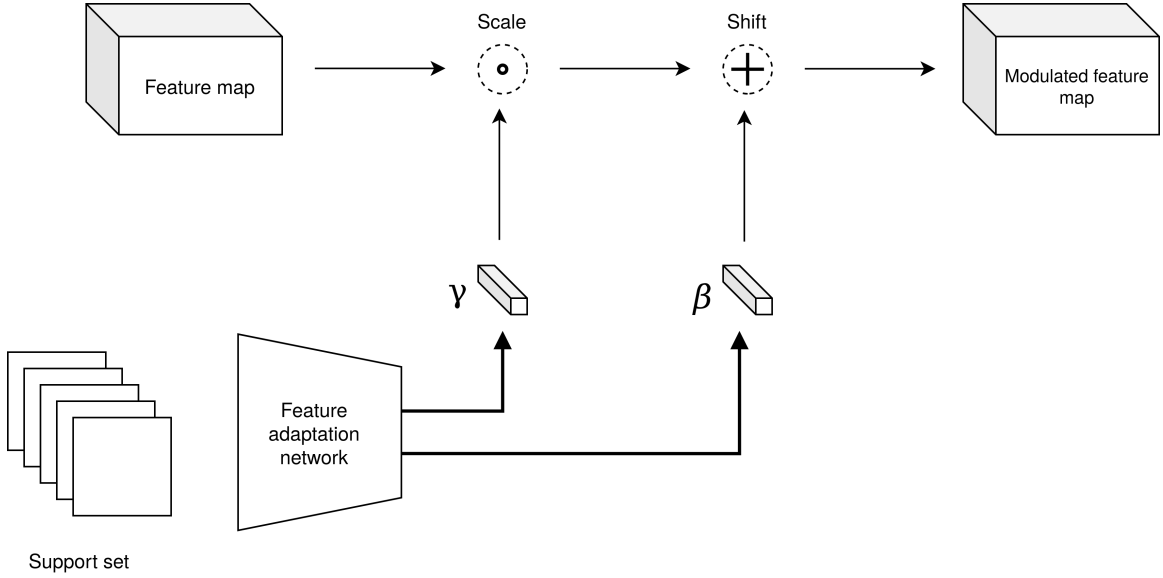 Scale
Shift
Feature map
Modulated feature
map
γ
β
Feature
adaptation
network
Support set